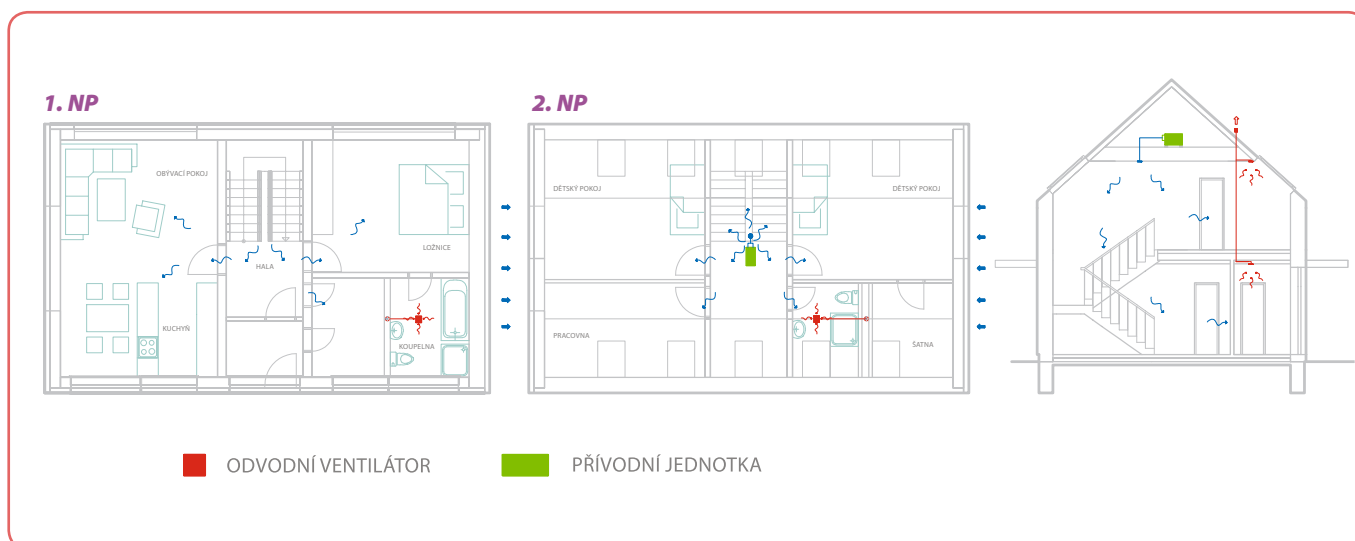 1. NP
OBÝVACÍ POKOJ
LOŽNICE
HALA
KUCHYŇ
KOUPELNA
2. NP
DĚTSKÝ POKOJ
DĚTSKÝ POKOJ
PRACOVNA
ŠATNA
ODVODNÍ VENTILÁTOR
PŘÍVODNÍ JEDNOTKA